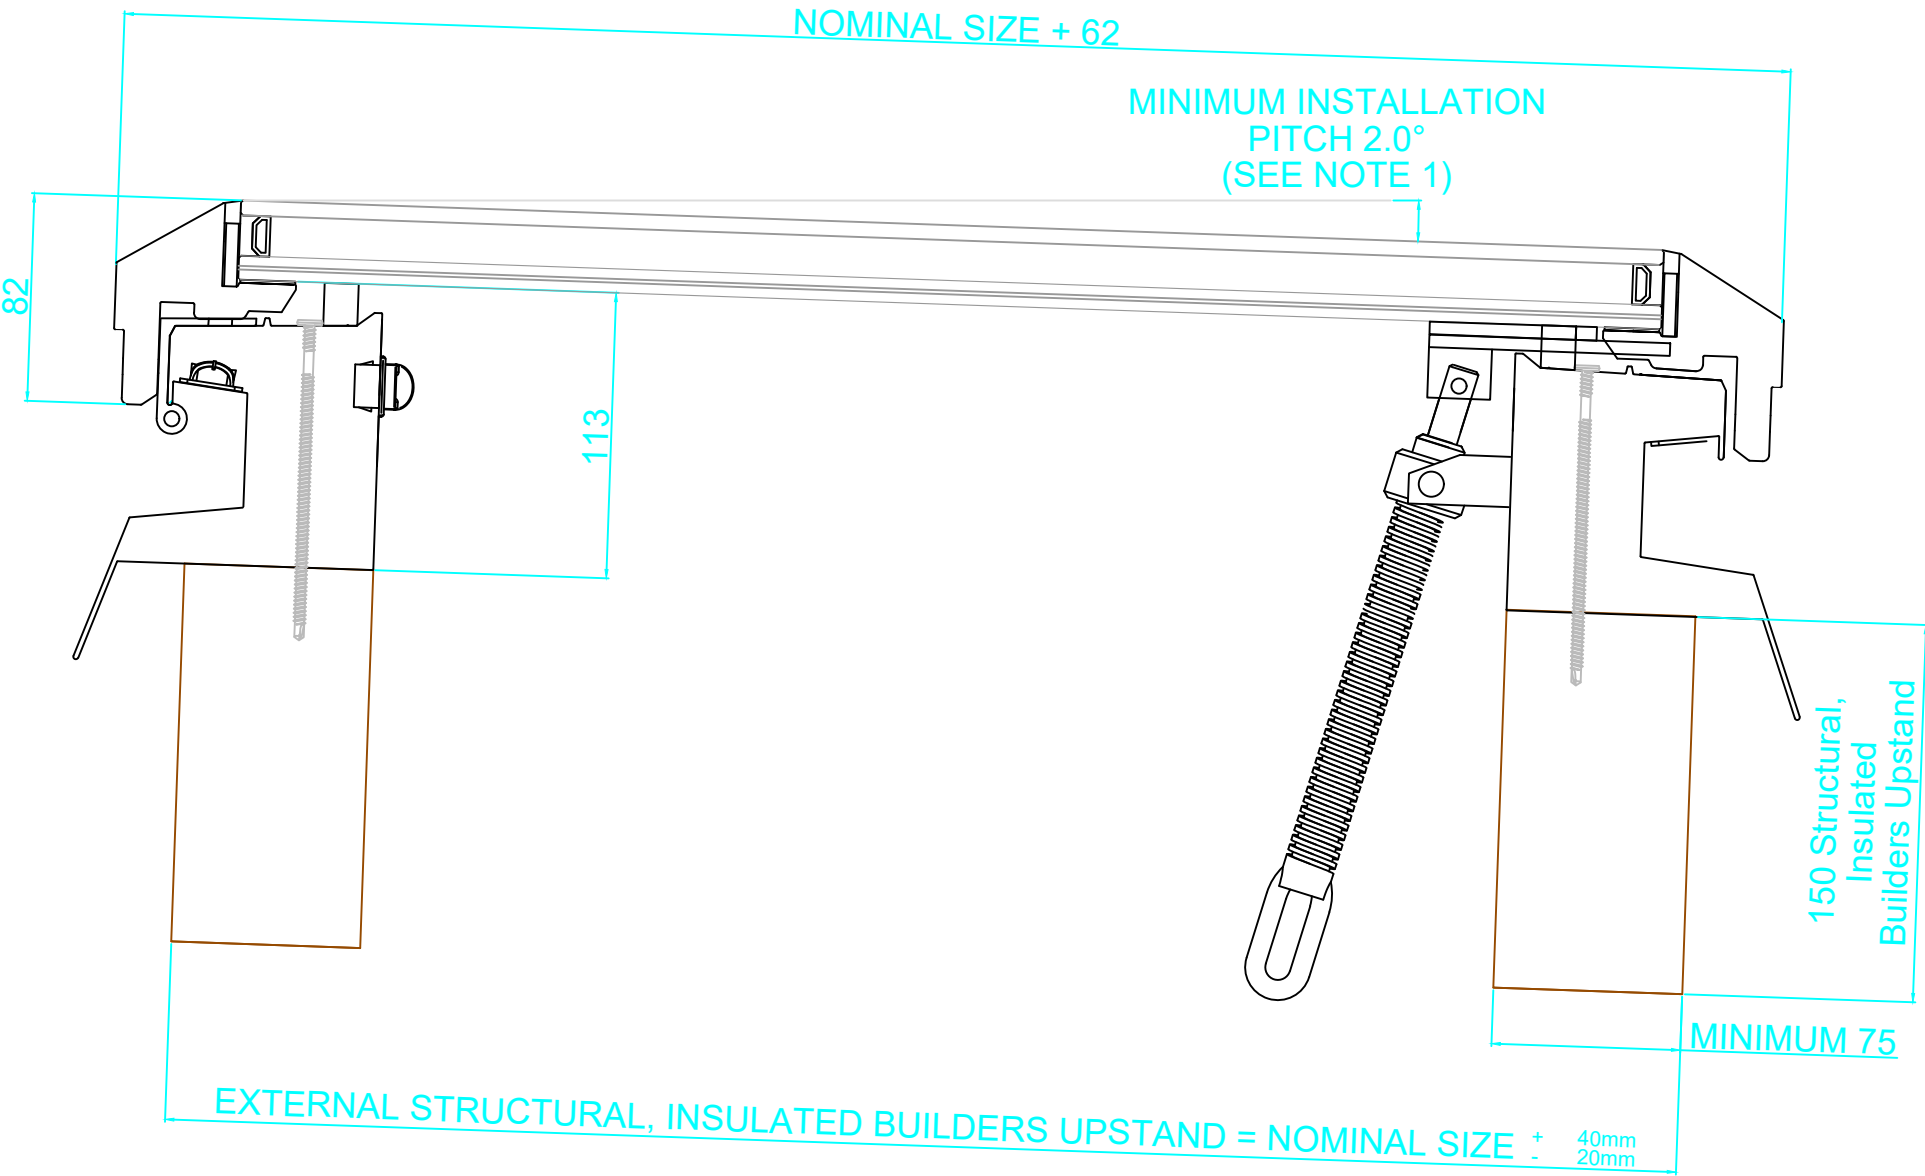 NOMINAL SIZE + 62
MINIMUM INSTALLATION
PITCH 2.0°
(SEE NOTE 1)
82
113
150 Structural,
Insulated
Builders Upstand
MINIMUM 75
EXTERNAL STRUCTURAL, INSULATED BUILDERS UPSTAND = NOMINAL SIZE + 40mm
- 20mm